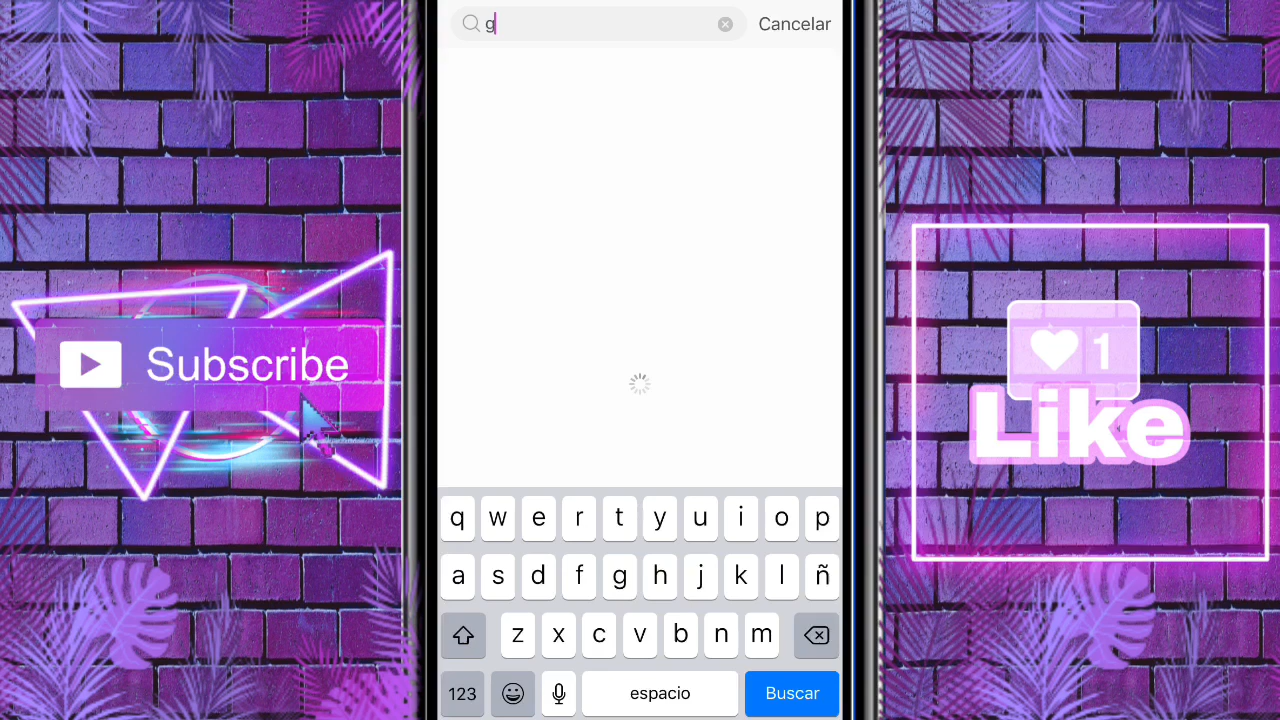 g
Cancelar
Subscribe
1
Like
q w e r t y u i o p
a s d f g h j k l ñ
z x c v b n m
123 espacio Buscar